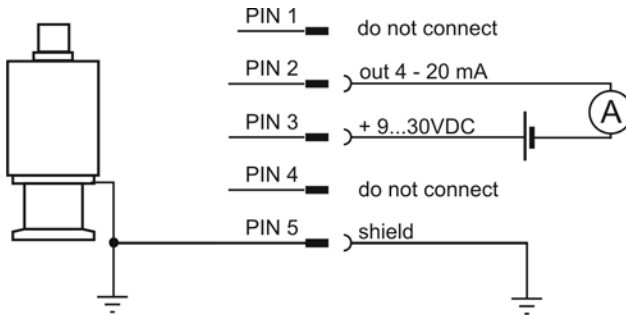 PIN 1
do not connect
PIN 2
out 4 - 20 mA
A
PIN 3
+ 9...30VDC
PIN 4
do not connect
PIN 5
shield